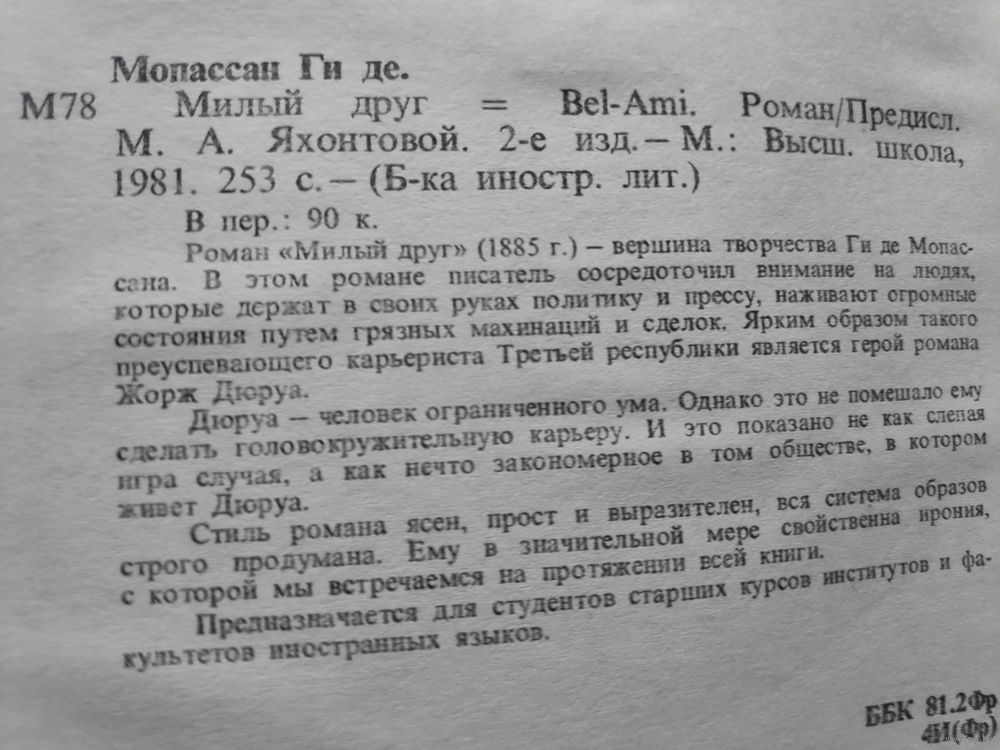 Мопассан Ги де.
М78 Милый друг = Bel-Ami. Роман/Предисл.
М. А. Яхонтовой. 2-е изд. — М.: Высш. школа,
1981. 253 с. — (Б-ка иностр. лит.)
В пер.: 90 к.
Роман «Милый друг» (1885 г.) — вершина творчества Ги де Мопас-
сана. В этом романе писатель сосредоточил внимание на людях,
которые держат в своих руках политику и прессу, наживают огромные
состояния путем грязных махинаций и сделок. Ярким образом такого
преуспевающего карьериста Третьей республики является герой романа
Жорж Дюруа.
Дюруа — человек ограниченного ума. Однако это не помешало ему
сделать головокружительную карьеру. И это показано не как слепая
игра случая, а как нечто закономерное в том обществе, в котором
живет Дюруа.
Стиль романа ясен, прост и выразителен, вся система образов
строго продумана. Ему в значительной мере свойственна ирония,
с которой мы встречаемся на протяжении всей книги.
Предназначается для студентов старших курсов институтов и фа-
культетов иностранных языков.
ББК 81.2Фр
4И(Фр)